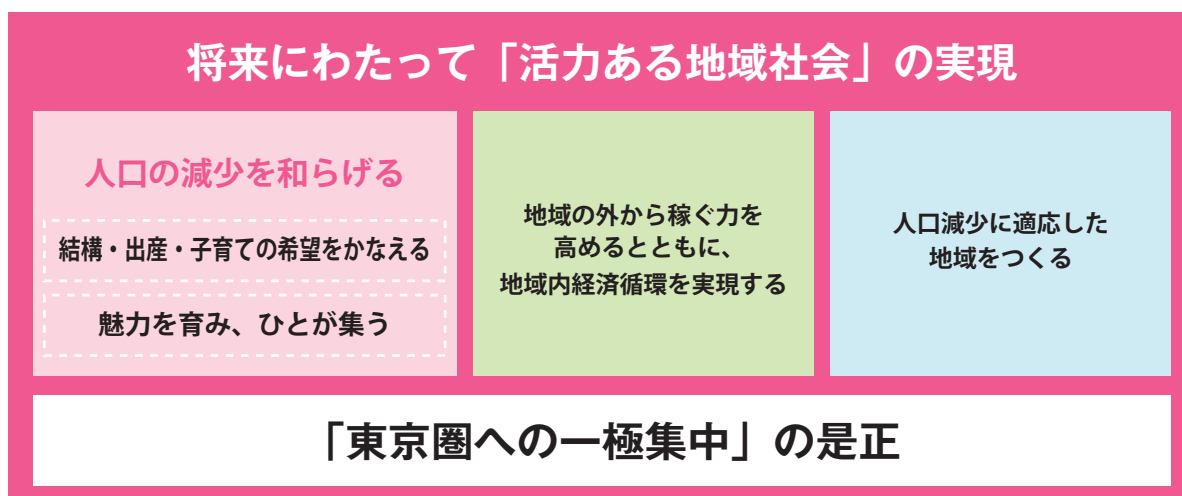 将来にわたって「活力ある地域社会」の実現
人口の減少を和らげる
結構・出産・子育ての希望をかなえる
魅力を育み、ひとが集う
地域の外から稼ぐ力を
高めるとともに、
地域内経済循環を実現する
人口減少に適応した
地域をつくる
「東京圏への一極集中」の是正